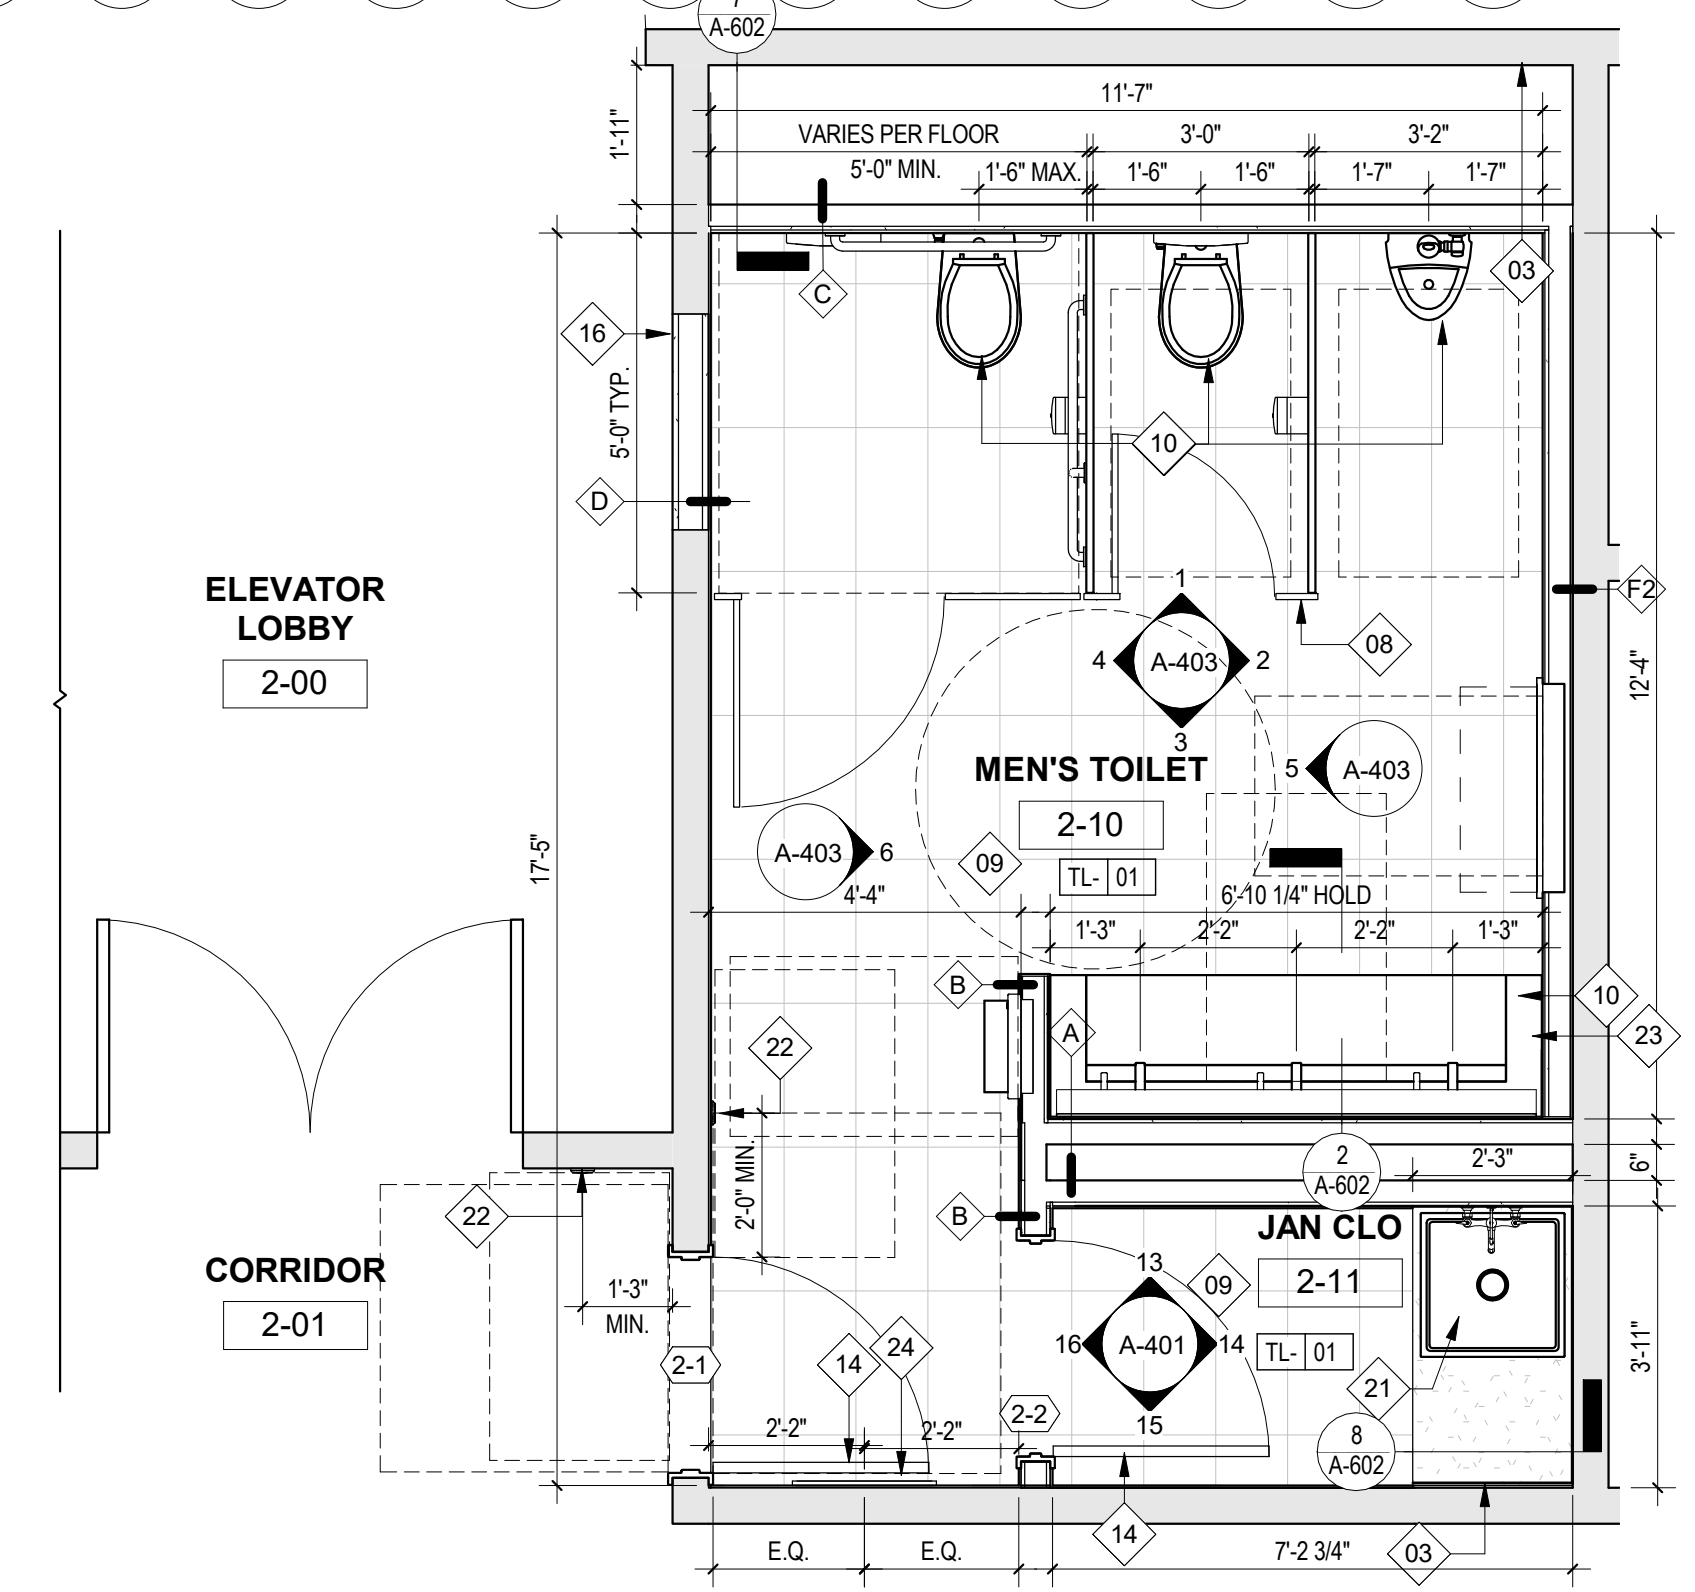 7
A-602
11'-7"
VARIES PER FLOOR
3'-0"
3'-2"
1'-11"
5'-0" MIN.
1'-6" MAX.
1'-6"
1'-6"
1'-7"
1'-7"
03
C
16
5'-0" TYP.
10
D
ELEVATOR
LOBBY
2-00
1
F2
08
4
A-403
2
12'-4"
3
MEN'S TOILET
5
A-403
2-10
17'-5"
A-403
6
09
TL-
01
4'-4"
6'-10 1/4" HOLD
1'-3"
2'-2"
2'-2"
1'-3"
B
10
A
22
23
2'-0" MIN.
2
A-602
2'-3"
6"
22
B
JAN CLO
CORRIDOR
2-01
1'-3"
MIN.
13
09
2-11
16
A-401
14
TL-
01
3'-11"
2-1
14
24
21
2-2
15
8
A-602
2'-2"
2'-2"
14
03
E.Q.
E.Q.
7'-2 3/4"